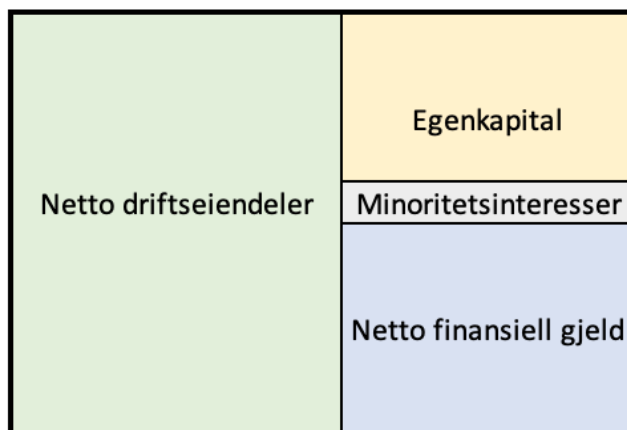 Egenkapital
Netto driftseiendeler
Minoritetsinteresser
Netto finansiell gjeld